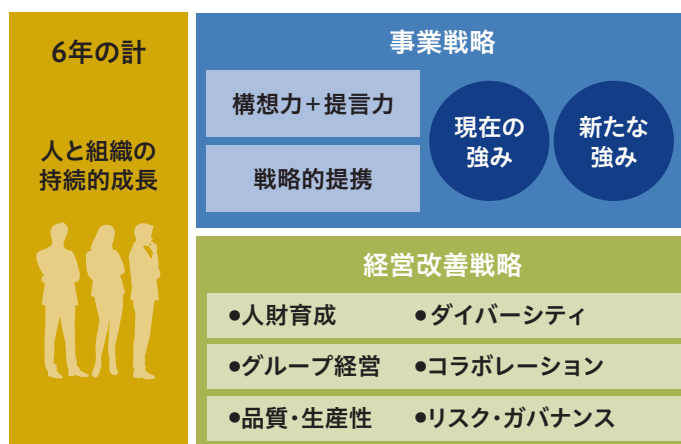 6年の計
人と組織の
持続的成長
事業戦略
構想力＋提言力
戦略的提携
現在の
強み
新たな
強み
経営改善戦略
●人財育成
●ダイバーシティ
●グループ経営
●コラボレーション
●品質・生産性
●リスク・ガバナンス